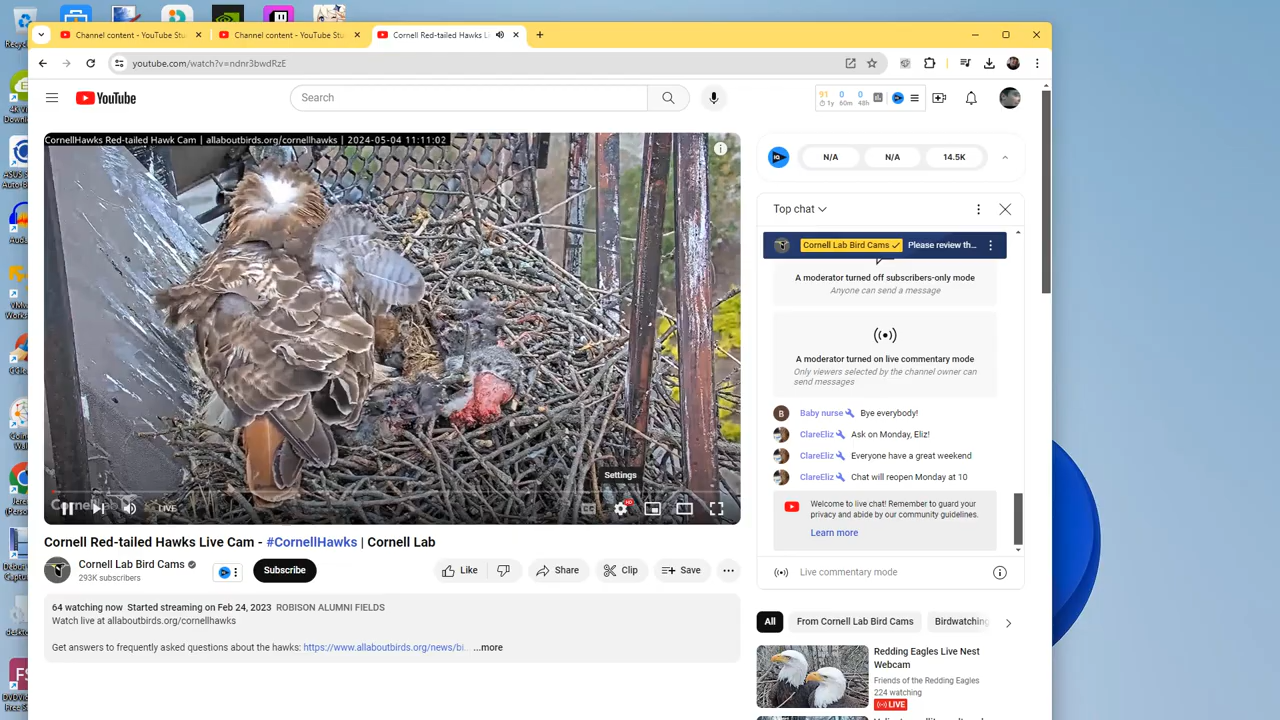 Recycle
Channel content - YouTube Stu
Channel content - YouTube Stu
Cornell Red-tailed Hawks Li
youtube.com/watch?v=ndnr3bwdRzE
YouTube
Search
91 0 0
1y 60m 48h
CornellHawks Red-tailed Hawk Cam | allaboutbirds.org/cornellhawks | 2024-05-04 11:11:02
Settings
LIVE
HD
Cornell Red-tailed Hawks Live Cam - #CornellHawks | Cornell Lab
Cornell Lab Bird Cams
293K subscribers
Subscribe
Like
Share
Clip
Save
64 watching now Started streaming on Feb 24, 2023 ROBISON ALUMNI FIELDS
Watch live at allaboutbirds.org/cornellhawks
Get answers to frequently asked questions about the hawks: https://www.allaboutbirds.org/news/bi... ...more
IQ
N/A
N/A
14.5K
Top chat
Cornell Lab Bird Cams Please review th...
A moderator turned off subscribers-only mode
Anyone can send a message
A moderator turned on live commentary mode
Only viewers selected by the channel owner can
send messages
B Baby nurse Bye everybody!
ClareEliz Ask on Monday, Eliz!
ClareEliz Everyone have a great weekend
ClareEliz Chat will reopen Monday at 10
Welcome to live chat! Remember to guard your
privacy and abide by our community guidelines.
Learn more
Live commentary mode
All
From Cornell Lab Bird Cams
Birdwatching
Redding Eagles Live Nest
Webcam
Friends of the Redding Eagles
224 watching
LIVE